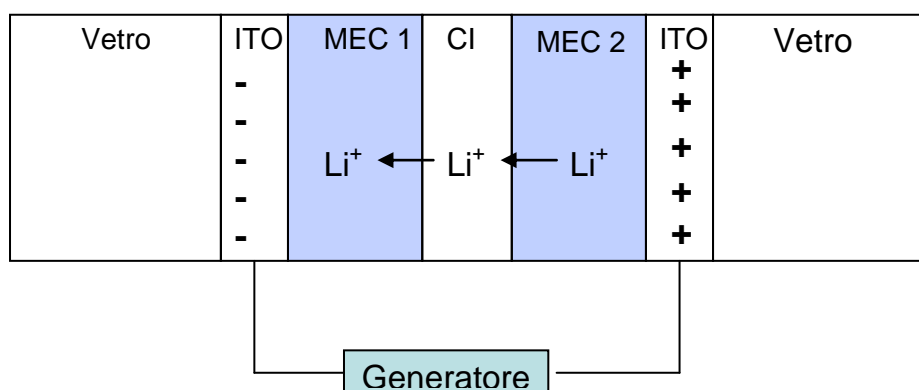 Vetro ITO MEC 1 CI MEC 2 ITO Vetro
- +
- +
- +
- +
- +
Li⁺ Li⁺ Li⁺
Generatore